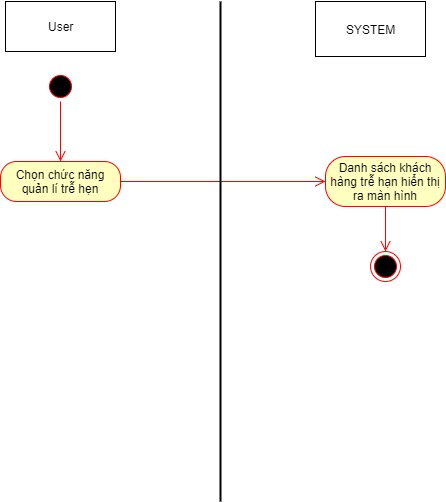 User
SYSTEM
Chọn chức năng
quản lí trễ hẹn
Danh sách khách
hàng trễ hạn hiển thị
ra màn hình